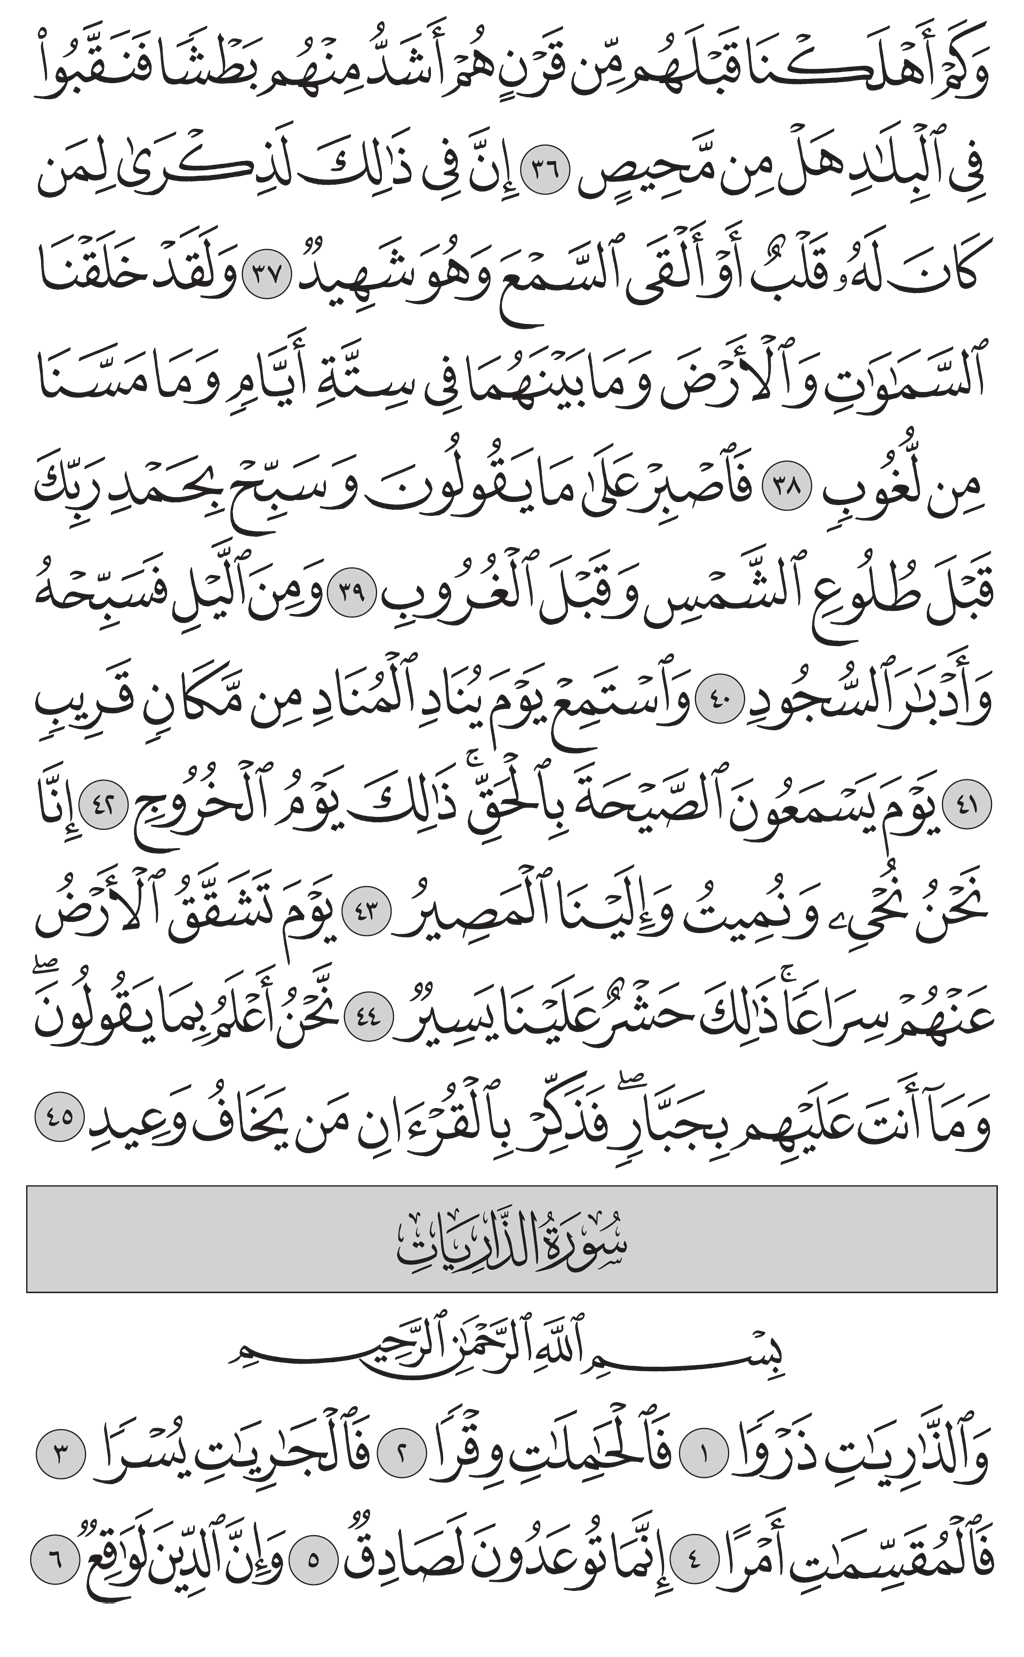 وَكَمْ أَهْلَكْنَا قَبْلَهُم مِّن قَرْنٍ هُمْ أَشَدُّ مِنْهُم بَطْشًا فَنَقَّبُوا۟
فِى ٱلْبِلَـٰدِ هَلْ مِن مَّحِيصٍ ٣٦ إِنَّ فِى ذَٰلِكَ لَذِكْرَىٰ لِمَن
كَانَ لَهُۥ قَلْبٌ أَوْ أَلْقَى ٱلسَّمْعَ وَهُوَ شَهِيدٌ ٣٧ وَلَقَدْ خَلَقْنَا
ٱلسَّمَـٰوَٰتِ وَٱلْأَرْضَ وَمَا بَيْنَهُمَا فِى سِتَّةِ أَيَّامٍ وَمَا مَسَّنَا
مِن لُّغُوبٍ ٣٨ فَٱصْبِرْ عَلَىٰ مَا يَقُولُونَ وَسَبِّحْ بِحَمْدِ رَبِّكَ
قَبْلَ طُلُوعِ ٱلشَّمْسِ وَقَبْلَ ٱلْغُرُوبِ ٣٩ وَمِنَ ٱلَّيْلِ فَسَبِّحْهُ
وَأَدْبَـٰرَ ٱلسُّجُودِ ٤٠ وَٱسْتَمِعْ يَوْمَ يُنَادِ ٱلْمُنَادِ مِن مَّكَانٍ قَرِيبٍ
٤١ يَوْمَ يَسْمَعُونَ ٱلصَّيْحَةَ بِٱلْحَقِّ ۚ ذَٰلِكَ يَوْمُ ٱلْخُرُوجِ ٤٢ إِنَّا
نَحْنُ نُحْىِۦ وَنُمِيتُ وَإِلَيْنَا ٱلْمَصِيرُ ٤٣ يَوْمَ تَشَقَّقُ ٱلْأَرْضُ
عَنْهُمْ سِرَاعًا ۚ ذَٰلِكَ حَشْرٌ عَلَيْنَا يَسِيرٌ ٤٤ نَّحْنُ أَعْلَمُ بِمَا يَقُولُونَ ۖ
وَمَآ أَنتَ عَلَيْهِم بِجَبَّارٍ ۖ فَذَكِّرْ بِٱلْقُرْءَانِ مَن يَخَافُ وَعِيدِ ٤٥
سُورَةُ الذَّارِيَاتِ
بِسْمِ ٱللَّهِ ٱلرَّحْمَـٰنِ ٱلرَّحِيمِ
وَٱلذَّٰرِيَـٰتِ ذَرْوًا ١ فَٱلْحَـٰمِلَـٰتِ وِقْرًا ٢ فَٱلْجَـٰرِيَـٰتِ يُسْرًا ٣
فَٱلْمُقَسِّمَـٰتِ أَمْرًا ٤ إِنَّمَا تُوعَدُونَ لَصَادِقٌ ٥ وَإِنَّ ٱلدِّينَ لَوَٰقِعٌ ٦